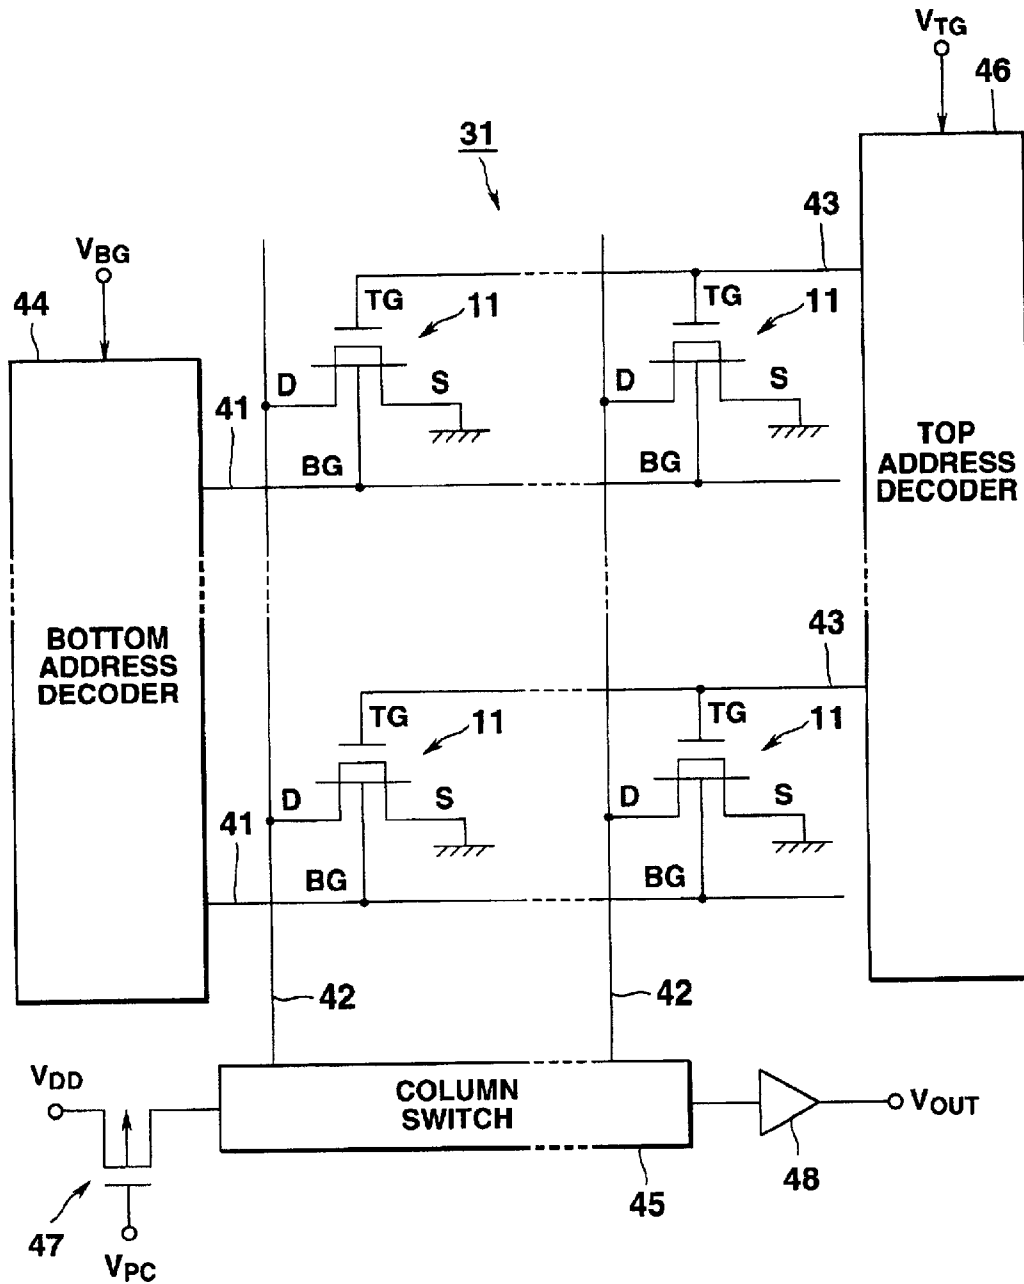 V_TG
46
31
43
V_BG
44
TG
11
TG
11
D
S
D
S
41
BG
BG
TOP
ADDRESS
DECODER
BOTTOM
ADDRESS
DECODER
43
TG
11
TG
11
D
S
D
S
41
BG
BG
42
42
V_DD
COLUMN
SWITCH
V_OUT
45
48
47
V_PC